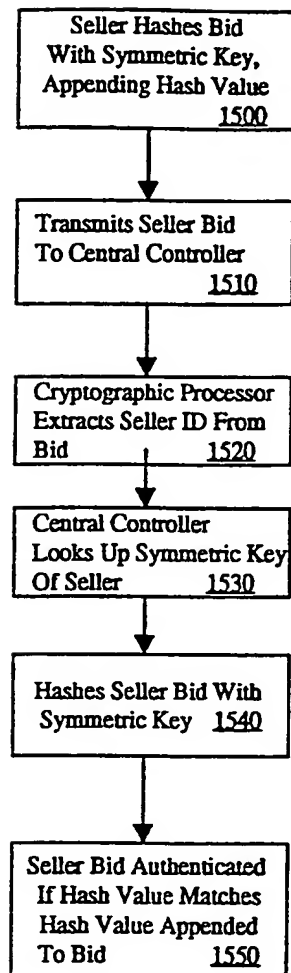 Seller Hashes Bid
With Symmetric Key,
Appending Hash Value
1500
Transmits Seller Bid
To Central Controller
1510
Cryptographic Processor
Extracts Seller ID From
Bid 1520
Central Controller
Looks Up Symmetric Key
Of Seller 1530
Hashes Seller Bid With
Symmetric Key 1540
Seller Bid Authenticated
If Hash Value Matches
Hash Value Appended
To Bid 1550